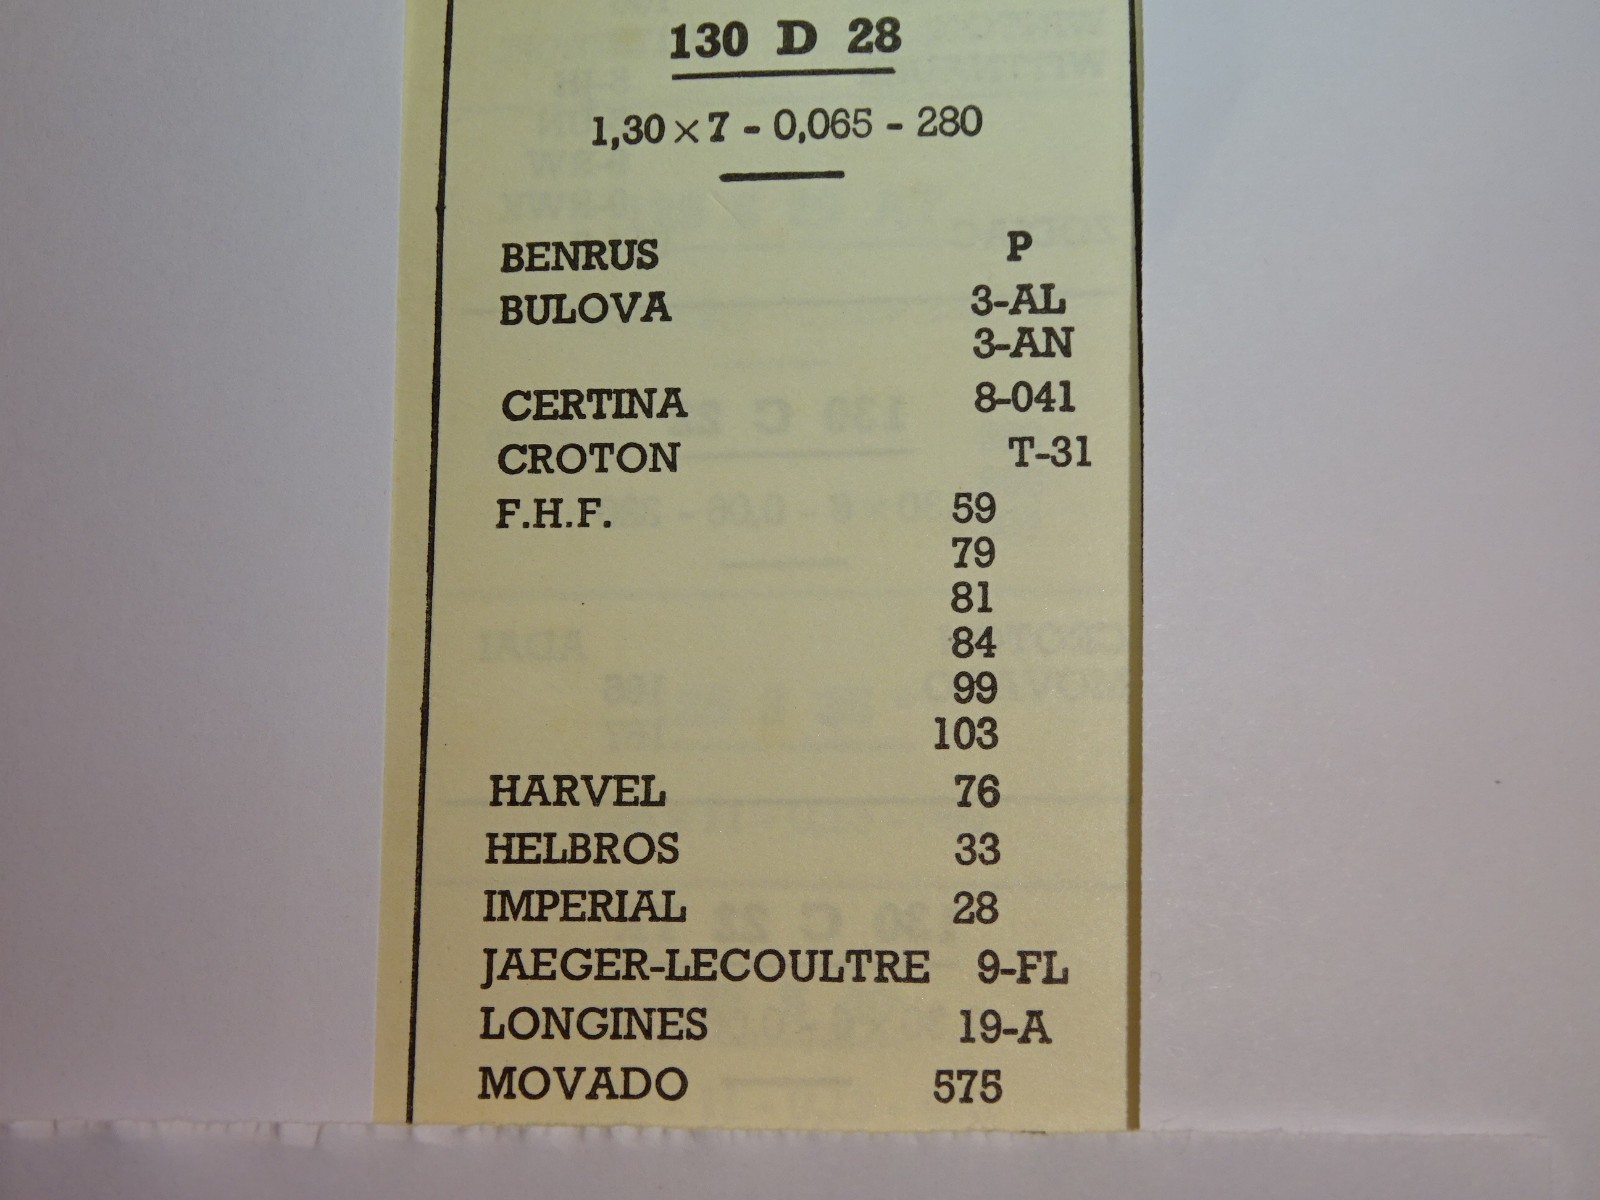 130 D 28
1,30 × 7 - 0,065 - 280
BENRUS P
BULOVA 3-AL
3-AN
CERTINA 8-041
CROTON T-31
F.H.F. 59
79
81
84
99
103
HARVEL 76
HELBROS 33
IMPERIAL 28
JAEGER-LECOULTRE 9-FL
LONGINES 19-A
MOVADO 575